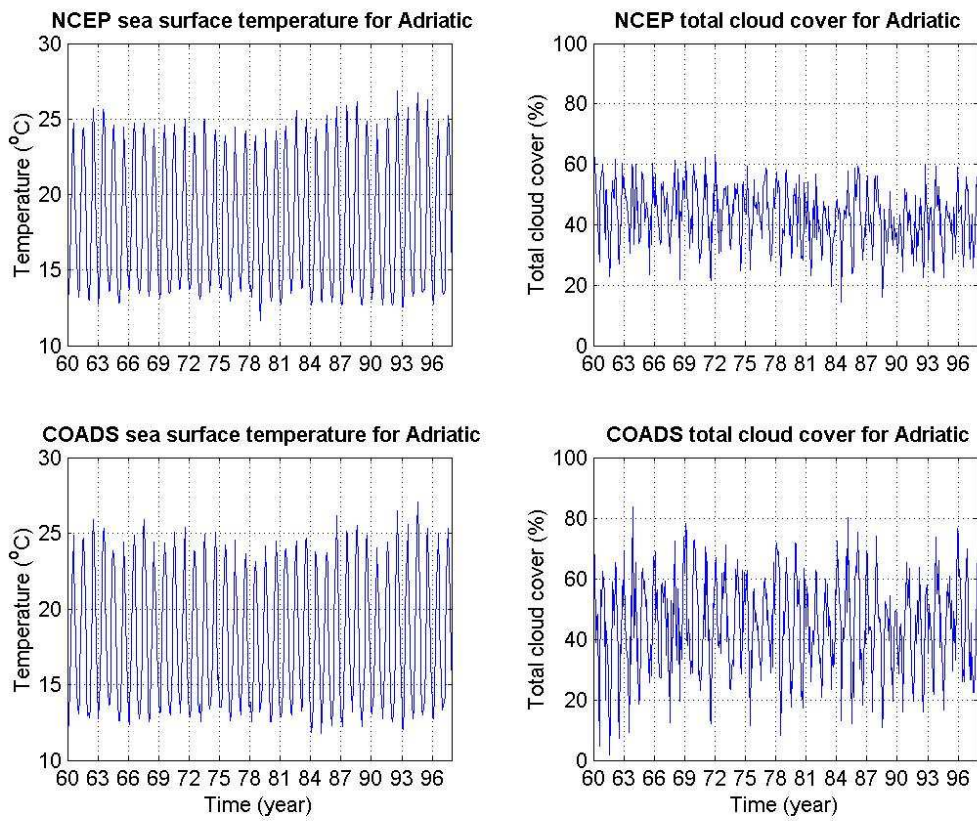 NCEP sea surface temperature for Adriatic
30
25
20
15
10
Temperature (°C)
60 63 66 69 72 75 78 81 84 87 90 93 96
NCEP total cloud cover for Adriatic
100
80
60
40
20
0
Total cloud cover (%)
60 63 66 69 72 75 78 81 84 87 90 93 96
COADS sea surface temperature for Adriatic
30
25
20
15
10
Temperature (°C)
60 63 66 69 72 75 78 81 84 87 90 93 96
Time (year)
COADS total cloud cover for Adriatic
100
80
60
40
20
0
Total cloud cover (%)
60 63 66 69 72 75 78 81 84 87 90 93 96
Time (year)